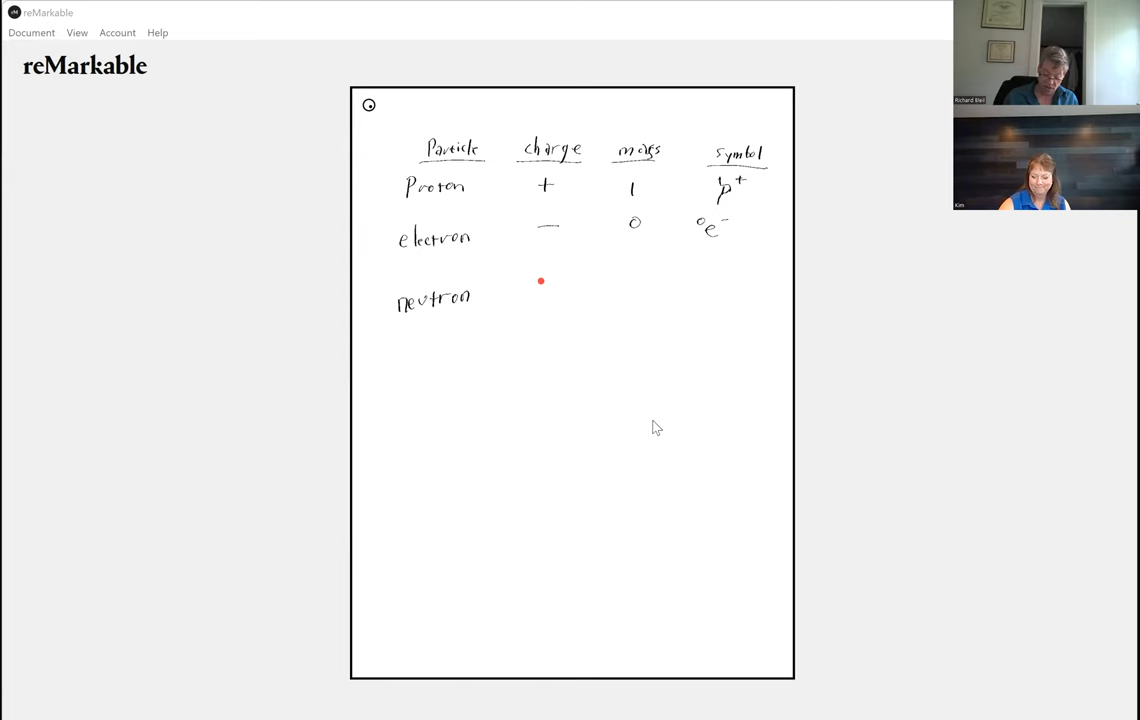 reMarkable
Document View Account Help
reMarkable
Particle charge mass symbol
Proton + 1 ¹p⁺
electron — 0 ⁰e⁻
neutron
Richard Bleil
Kim